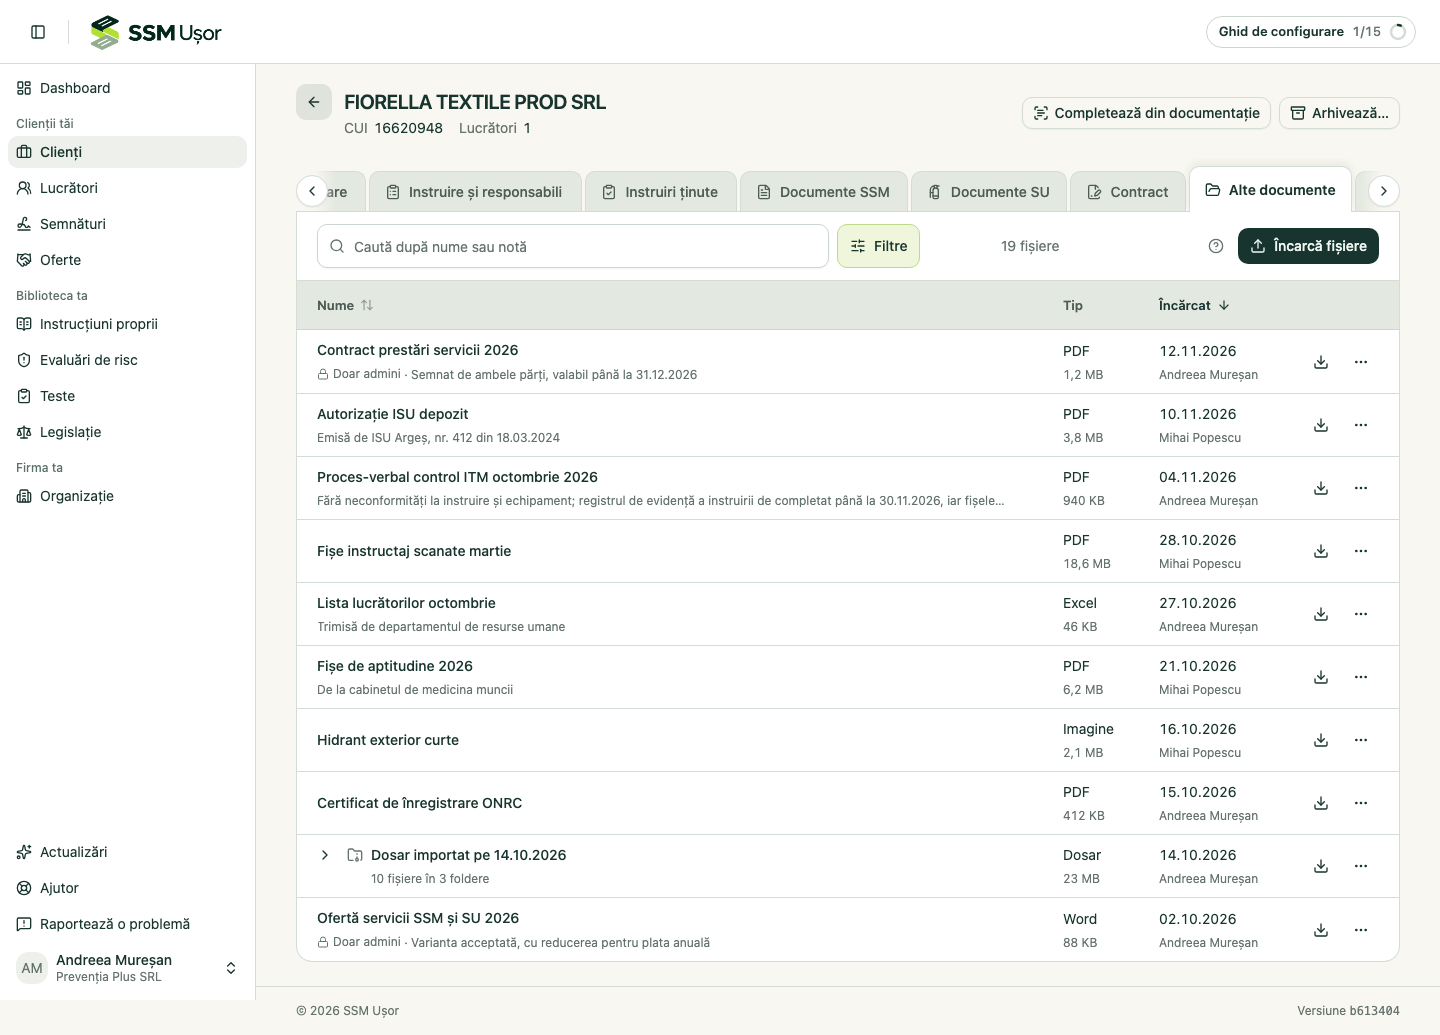 SSM Ușor
Ghid de configurare 1/15
Dashboard
Clienții tăi
Clienți
Lucrători
Semnături
Oferte
Biblioteca ta
Instrucțiuni proprii
Evaluări de risc
Teste
Legislație
Firma ta
Organizație
Actualizări
Ajutor
Raportează o problemă
AM
Andreea Mureșan
Prevenția Plus SRL
FIORELLA TEXTILE PROD SRL
CUI 16620948 Lucrători 1
Completează din documentație
Arhivează...
are
Instruire și responsabili
Instruiri ținute
Documente SSM
Documente SU
Contract
Alte documente
Caută după nume sau notă
Filtre
19 fișiere
Încarcă fișiere
Nume Tip Încărcat
Contract prestări servicii 2026 PDF 12.11.2026
Doar admini · Semnat de ambele părți, valabil până la 31.12.2026 1,2 MB Andreea Mureșan
Autorizație ISU depozit PDF 10.11.2026
Emisă de ISU Argeș, nr. 412 din 18.03.2024 3,8 MB Mihai Popescu
Proces-verbal control ITM octombrie 2026 PDF 04.11.2026
Fără neconformități la instruire și echipament; registrul de evidență a instruirii de completat până la 30.11.2026, iar fișele... 940 KB Andreea Mureșan
Fișe instructaj scanate martie PDF 28.10.2026
18,6 MB Mihai Popescu
Lista lucrătorilor octombrie Excel 27.10.2026
Trimisă de departamentul de resurse umane 46 KB Andreea Mureșan
Fișe de aptitudine 2026 PDF 21.10.2026
De la cabinetul de medicina muncii 6,2 MB Mihai Popescu
Hidrant exterior curte Imagine 16.10.2026
2,1 MB Mihai Popescu
Certificat de înregistrare ONRC PDF 15.10.2026
412 KB Andreea Mureșan
Dosar importat pe 14.10.2026 Dosar 14.10.2026
10 fișiere în 3 foldere 23 MB Andreea Mureșan
Ofertă servicii SSM și SU 2026 Word 02.10.2026
Doar admini · Varianta acceptată, cu reducerea pentru plata anuală 88 KB Andreea Mureșan
© 2026 SSM Ușor
Versiune b613404